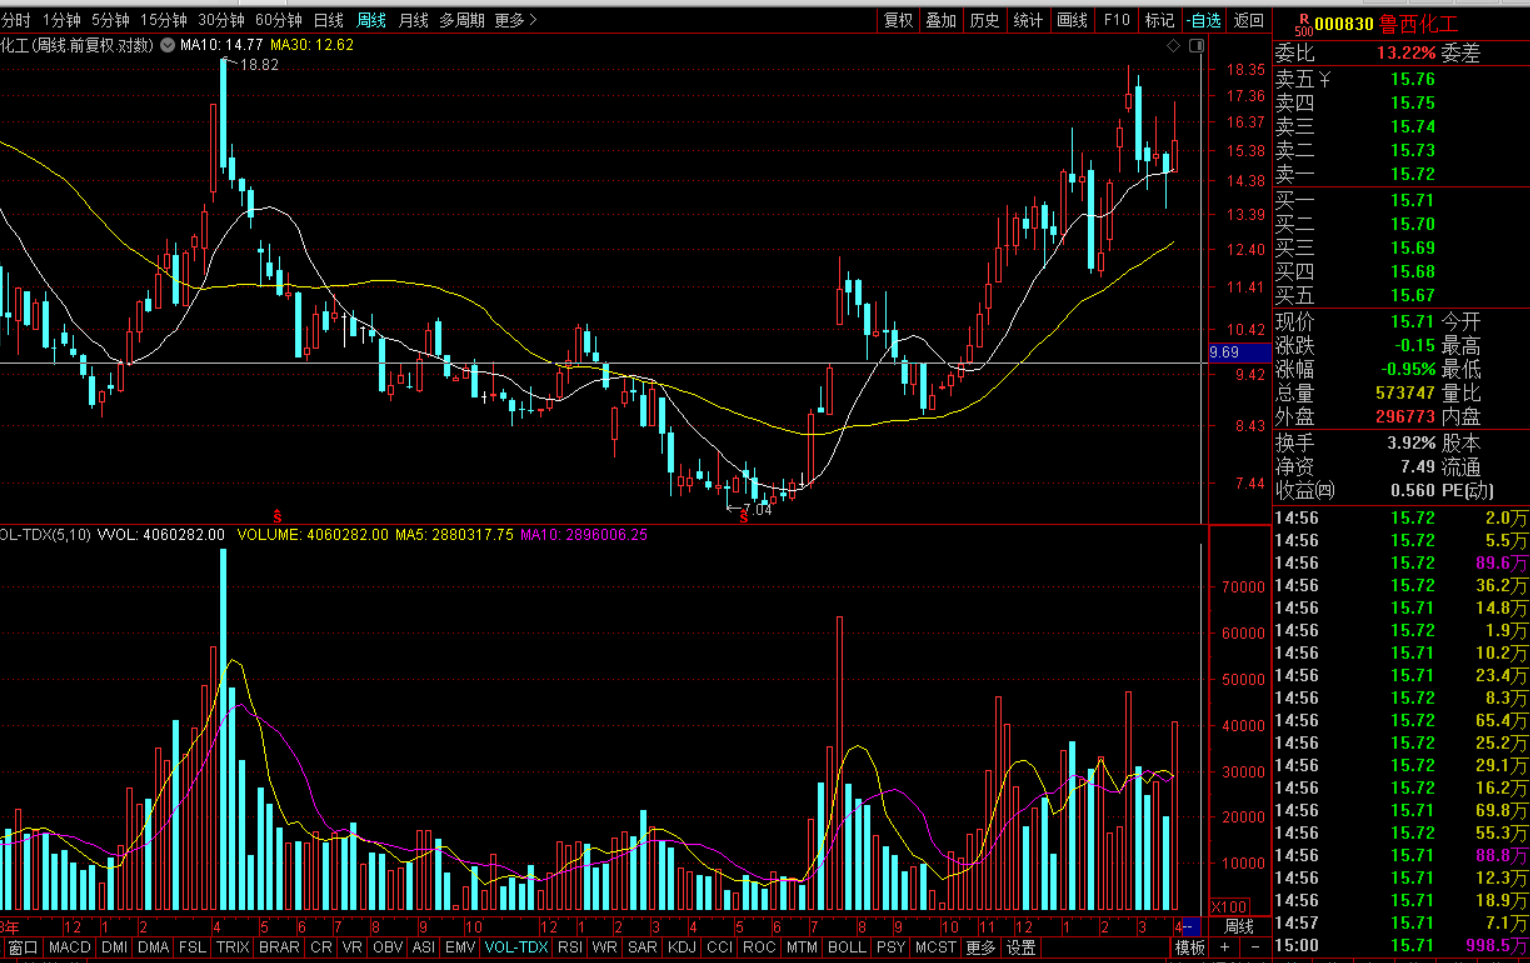 分时 1分钟 5分钟 15分钟 30分钟 60分钟 日线 周线 月线 多周期 更多> 复权 叠加 历史 统计 画线 F10 标记 -自选 返回
R 500 000830 鲁西化工
化工(周线.前复权.对数) MA10: 14.77 MA30: 12.62
18.82
18.35
17.36
16.37
15.38
14.38
13.39
12.40
11.41
10.42
9.69
9.42
8.43
7.44
7.04
S S
委比 13.22% 委差
卖五￥ 15.76
卖四 15.75
卖三 15.74
卖二 15.73
卖一 15.72
买一 15.71
买二 15.70
买三 15.69
买四 15.68
买五 15.67
现价 15.71 今开
涨跌 -0.15 最高
涨幅 -0.95% 最低
总量 573747 量比
外盘 296773 内盘
换手 3.92% 股本
净资 7.49 流通
收益(四) 0.560 PE(动)
14:56 15.72 2.0万
14:56 15.72 5.5万
14:56 15.72 89.6万
14:56 15.72 36.2万
14:56 15.71 14.8万
14:56 15.72 1.9万
14:56 15.71 10.2万
14:56 15.71 23.4万
14:56 15.72 8.3万
14:56 15.72 65.4万
14:56 15.72 25.2万
14:56 15.72 29.1万
14:56 15.72 16.2万
14:56 15.71 69.8万
14:56 15.72 55.3万
14:56 15.71 88.8万
14:56 15.71 12.3万
14:56 15.71 18.9万
14:57 15.71 7.1万
15:00 15.71 998.5万
OL-TDX(5,10) VVOL: 4060282.00 VOLUME: 4060282.00 MA5: 2880317.75 MA10: 2896006.25
70000
60000
50000
40000
30000
20000
10000
X100
年 12 1 2 4 5 6 7 8 9 10 12 1 2 3 4 5 6 7 8 9 10 11 12 1 2 3 4-- 周线
窗口 MACD DMI DMA FSL TRIX BRAR CR VR OBV ASI EMV VOL-TDX RSI WR SAR KDJ CCI ROC MTM BOLL PSY MCST 更多 设置 模板 + -